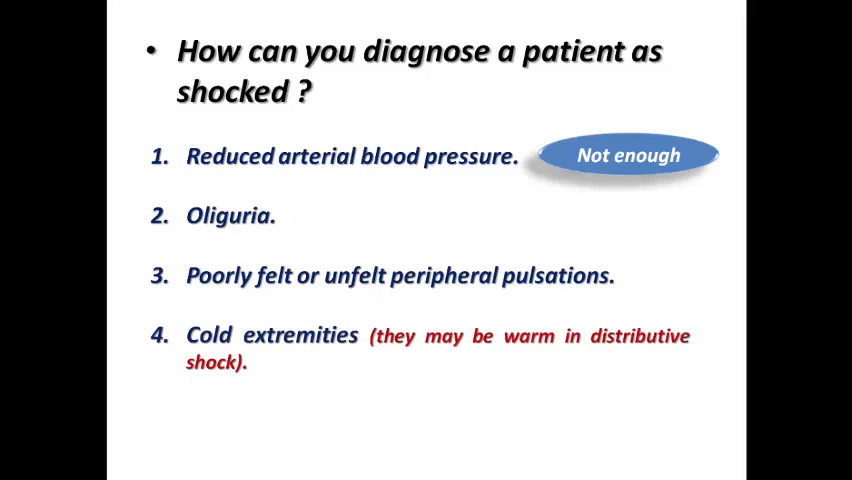 • How can you diagnose a patient as
shocked ?
1. Reduced arterial blood pressure. Not enough
2. Oliguria.
3. Poorly felt or unfelt peripheral pulsations.
4. Cold extremities (they may be warm in distributive
shock).